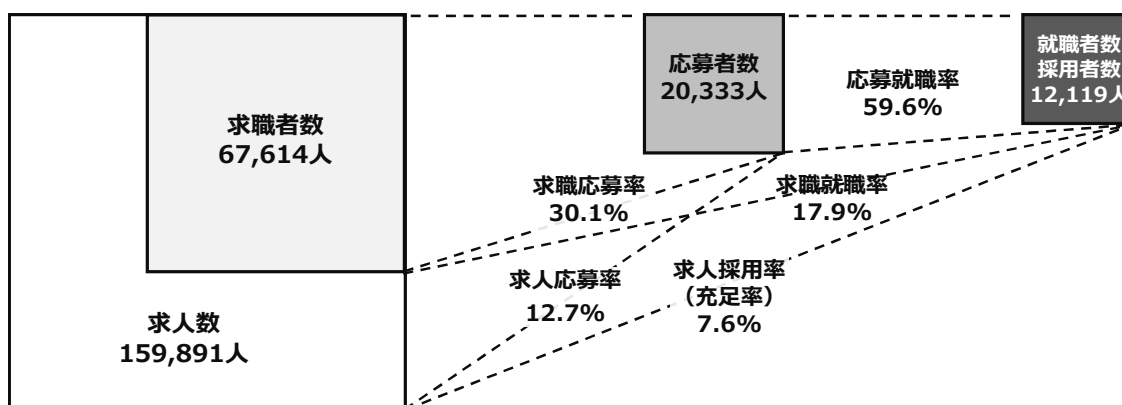 求職者数
67,614人
求人数
159,891人
応募者数
20,333人
応募就職率
59.6%
就職者数
採用者数
12,119人
求職応募率
30.1%
求職就職率
17.9%
求人応募率
12.7%
求人採用率
（充足率）
7.6%